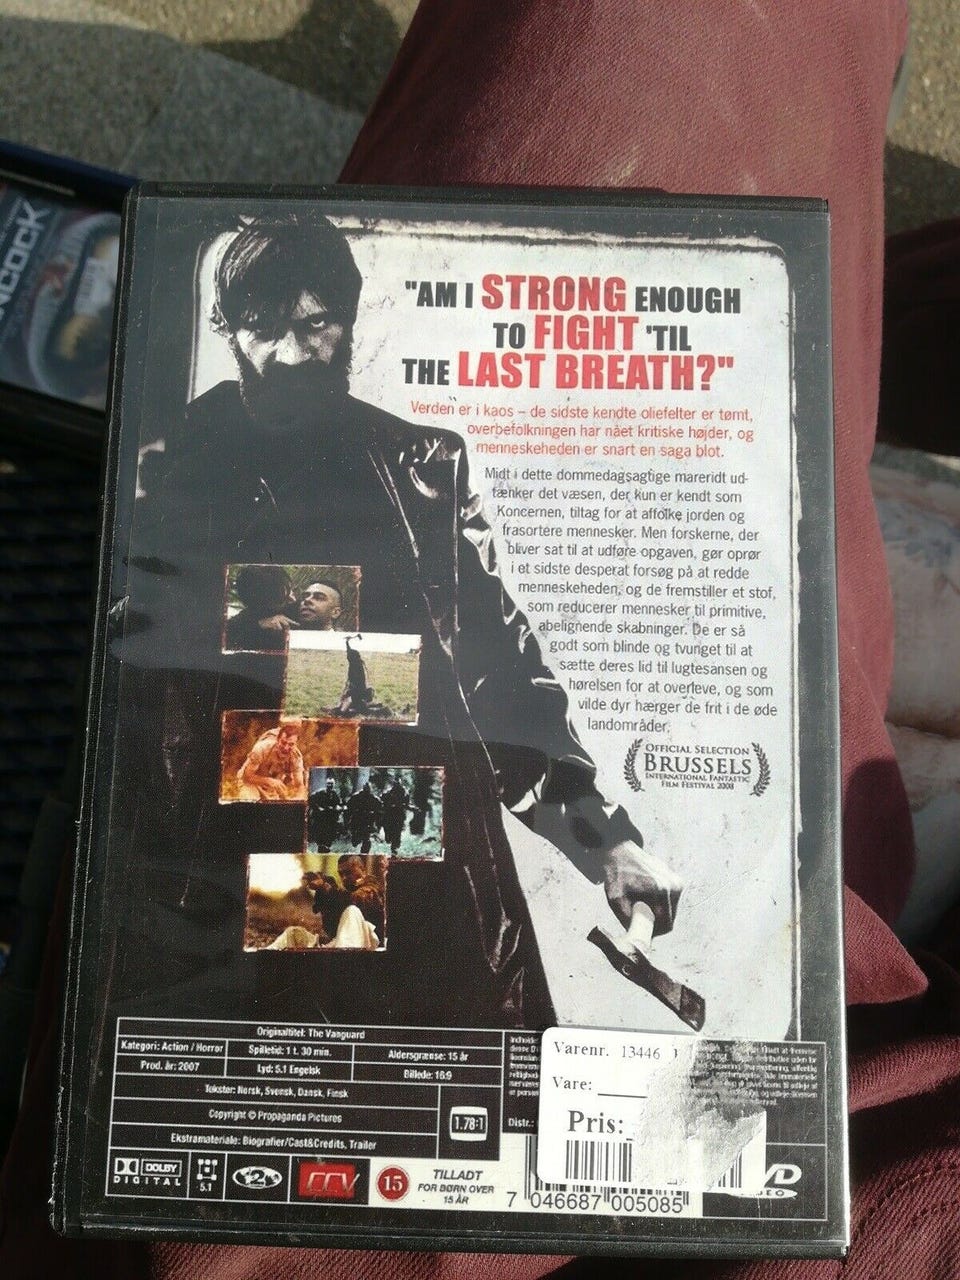 NCOCK
"AM I STRONG ENOUGH
TO FIGHT 'TIL
THE LAST BREATH?"
Verden er i kaos – de sidste kendte oliefelter er tømt,
overbefolkningen har nået kritiske højder, og
menneskeheden er snart en saga blot.
Midt i dette dommedagsagtige mareridt ud-
tænker det væsen, der kun er kendt som
Koncernen, tiltag for at affolke jorden og
frasortere mennesker. Men forskerne, der
bliver sat til at udføre opgaven, gør oprør
i et sidste desperat forsøg på at redde
menneskeheden, og de fremstiller et stof,
som reducerer mennesker til primitive,
abelignende skabninger. De er så
godt som blinde og tvunget til at
sætte deres lid til lugtesansen og
hørelsen for at overleve, og som
vilde dyr hærger de frit i de øde
landområder.
OFFICIAL SELECTION
BRUSSELS
INTERNATIONAL FANTASTIC
FILM FESTIVAL 2008
Originaltitel: The Vanguard
Kategori: Action / Horror
Spilletid: 1 t. 30 min.
Aldersgrænse: 15 år
Prod. år: 2007
Lyd: 5.1 Engelsk
Billede: 16:9
Tekster: Norsk, Svensk, Dansk, Finsk
Copyright © Propaganda Pictures
Ekstramateriale: Biografier/Cast&Credits, Trailer
1.78:1
Distr.:
Varenr. 13446
Vare:
Pris:
DOLBY
DIGITAL
5.1
2
CCV
15
TILLADT
FOR BØRN OVER
15 ÅR
7 046687 005085
VD